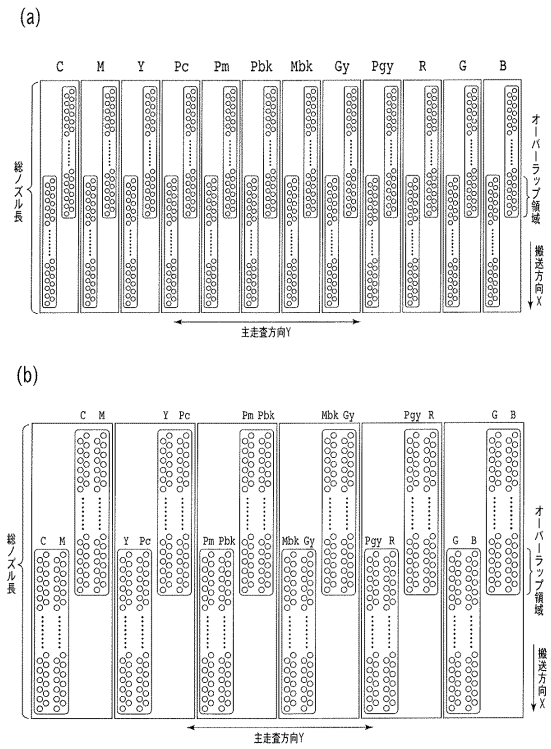 (a)
C M Y Pc Pm Pbk Mbk Gy Pgy R G B
総ノズル長
オーバーラップ領域
搬送方向X
主走査方向Y
(b)
C M Y Pc Pm Pbk Mbk Gy Pgy R G B
C M Y Pc Pm Pbk Mbk Gy Pgy R G B
総ノズル長
オーバーラップ領域
搬送方向X
主走査方向Y